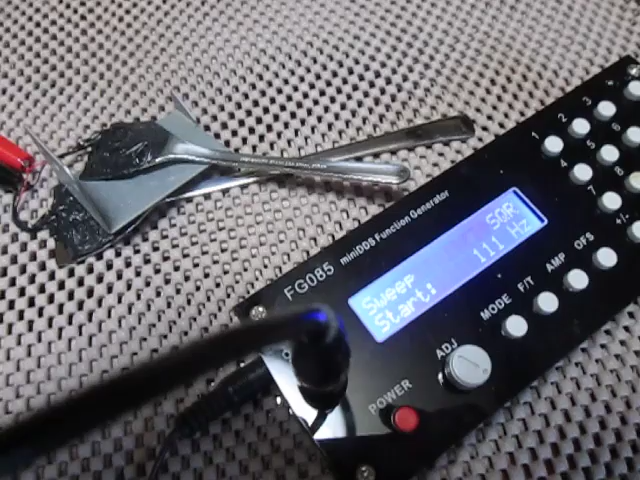 FG085 miniDDS Function Generator
Sweep SQR
Start: 111 Hz
POWER
ADJ
MODE
F/T
AMP
OFS
1
2
3
4
5
6
7
8
+/-